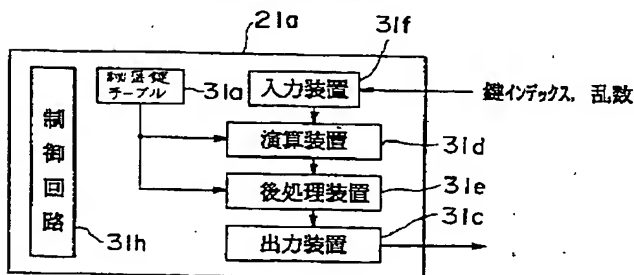 21a
31f
秘密鍵
テーブル
31a
入力装置
鍵インデックス, 乱数
制御回路
演算装置
31d
後処理装置
31e
31c
31h
出力装置